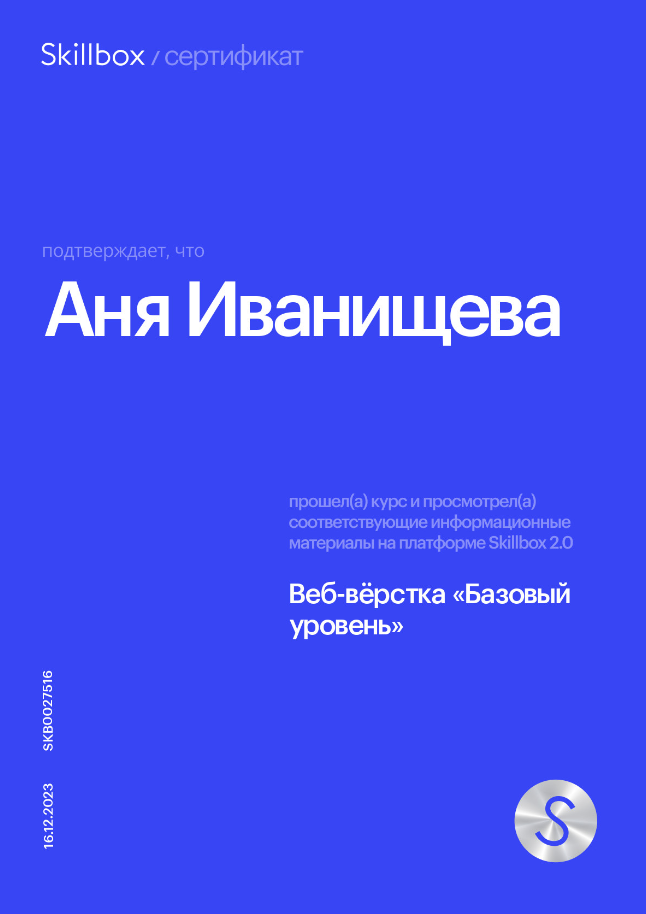 Skillbox / сертификат
подтверждает, что
Аня Иванищева
прошел(а) курс и просмотрел(а)
соответствующие информационные
материалы на платформе Skillbox 2.0
Веб-вёрстка «Базовый
уровень»
SKB0027516
16.12.2023
S